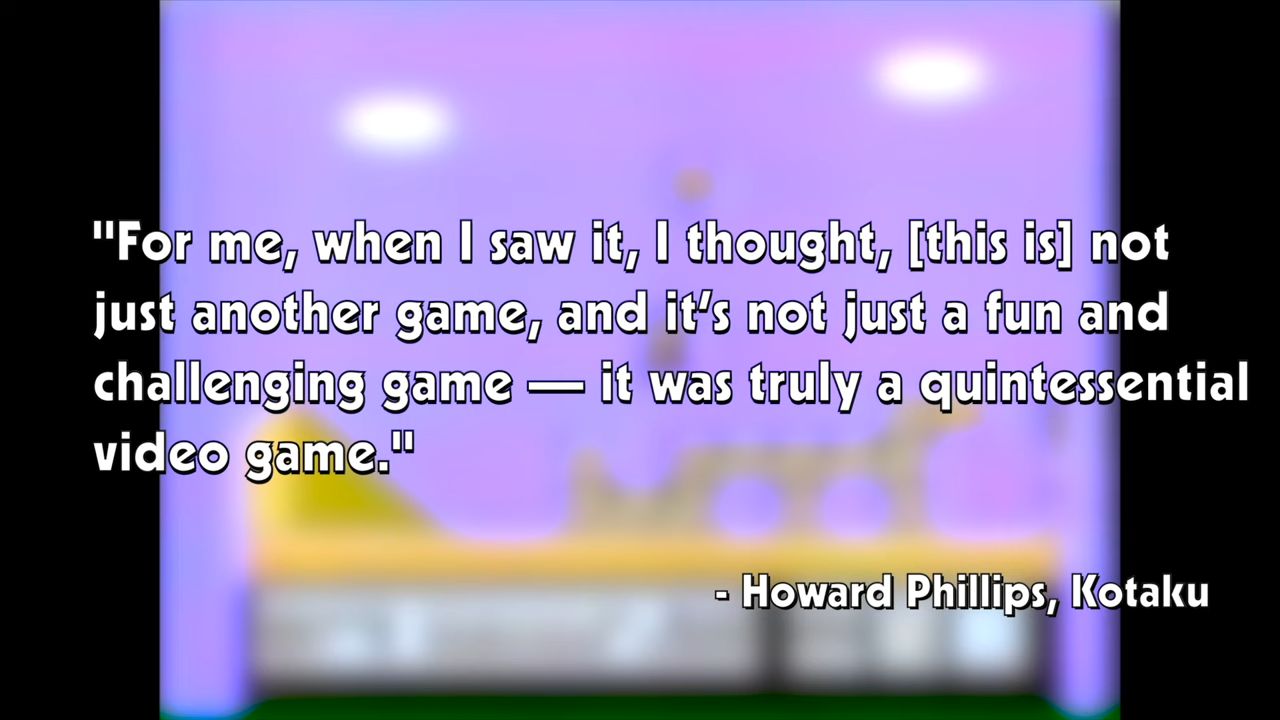 "For me, when I saw it, I thought, [this is] not
just another game, and it's not just a fun and
challenging game — it was truly a quintessential
video game."
- Howard Phillips, Kotaku